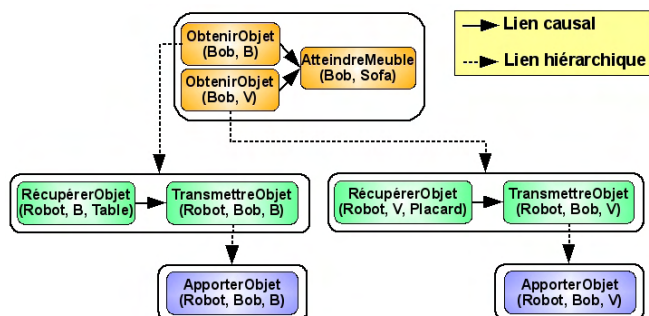 ObtenirObjet
(Bob, B)
AtteindreMeuble
(Bob, Sofa)
ObtenirObjet
(Bob, V)
Lien causal
Lien hiérarchique
RécupérerObjet
(Robot, B, Table)
TransmettreObjet
(Robot, Bob, B)
RécupérerObjet
(Robot, V, Placard)
TransmettreObjet
(Robot, Bob, V)
ApporterObjet
(Robot, Bob, B)
ApporterObjet
(Robot, Bob, V)